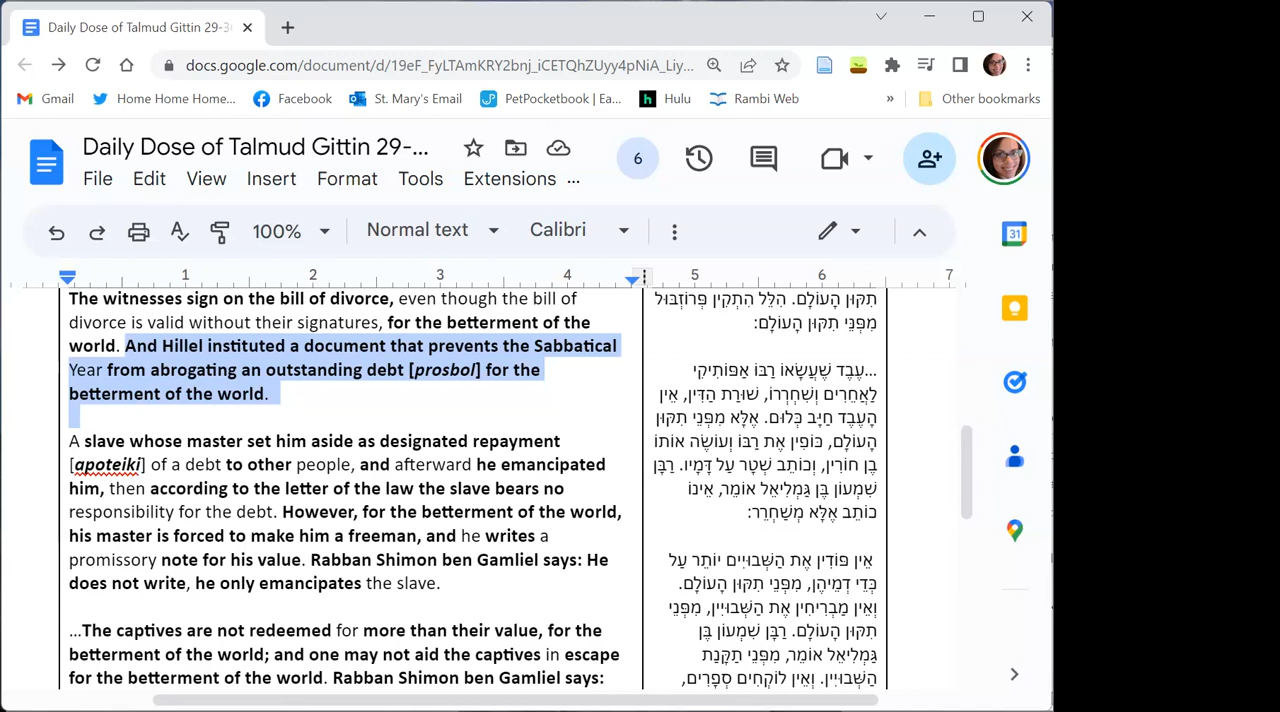 Daily Dose of Talmud Gittin 29-3
docs.google.com/document/d/19eF_FyLTAmKRY2bnj_iCETQhZUyy4pNiA_Liy...
Gmail
Home Home Home...
Facebook
St. Mary's Email
PetPocketbook | Ea...
Hulu
Rambi Web
»
Other bookmarks
Daily Dose of Talmud Gittin 29-...
6
File Edit View Insert Format Tools Extensions ...
100% Normal text Calibri
31
1 2 3 4 5 6 7
The witnesses sign on the bill of divorce, even though the bill of
divorce is valid without their signatures, for the betterment of the
world. And Hillel instituted a document that prevents the Sabbatical
Year from abrogating an outstanding debt [prosbol] for the
betterment of the world.
A slave whose master set him aside as designated repayment
[apoteiki] of a debt to other people, and afterward he emancipated
him, then according to the letter of the law the slave bears no
responsibility for the debt. However, for the betterment of the world,
his master is forced to make him a freeman, and he writes a
promissory note for his value. Rabban Shimon ben Gamliel says: He
does not write, he only emancipates the slave.
...The captives are not redeemed for more than their value, for the
betterment of the world; and one may not aid the captives in escape
for the betterment of the world. Rabban Shimon ben Gamliel says:
תִּקּוּן הָעוֹלָם. הִלֵּל הִתְקִין פְּרוֹזְבּוּל
מִפְּנֵי תִקּוּן הָעוֹלָם:
...עֶבֶד שֶׁעֲשָׂאוֹ רַבּוֹ אַפּוֹתֵיקִי
לַאֲחֵרִים וְשִׁחְרְרוֹ, שׁוּרַת הַדִּין, אֵין
הָעֶבֶד חַיָּב כְּלוּם. אֶלָּא מִפְּנֵי תִקּוּן
הָעוֹלָם, כּוֹפִין אֶת רַבּוֹ וְעוֹשֶׂה אוֹתוֹ
בֶן חוֹרִין, וְכוֹתֵב שְׁטָר עַל דָּמָיו. רַבָּן
שִׁמְעוֹן בֶּן גַּמְלִיאֵל אוֹמֵר, אֵינוֹ
כוֹתֵב אֶלָּא מְשַׁחְרֵר:
אֵין פּוֹדִין אֶת הַשְּׁבוּיִים יוֹתֵר עַל
כְּדֵי דְמֵיהֶן, מִפְּנֵי תִקּוּן הָעוֹלָם.
וְאֵין מַבְרִיחִין אֶת הַשְּׁבוּיִין, מִפְּנֵי
תִקּוּן הָעוֹלָם. רַבָּן שִׁמְעוֹן בֶּן
גַּמְלִיאֵל אוֹמֵר, מִפְּנֵי תַקָּנַת
הַשְּׁבוּיִין. וְאֵין לוֹקְחִים סְפָרִים,